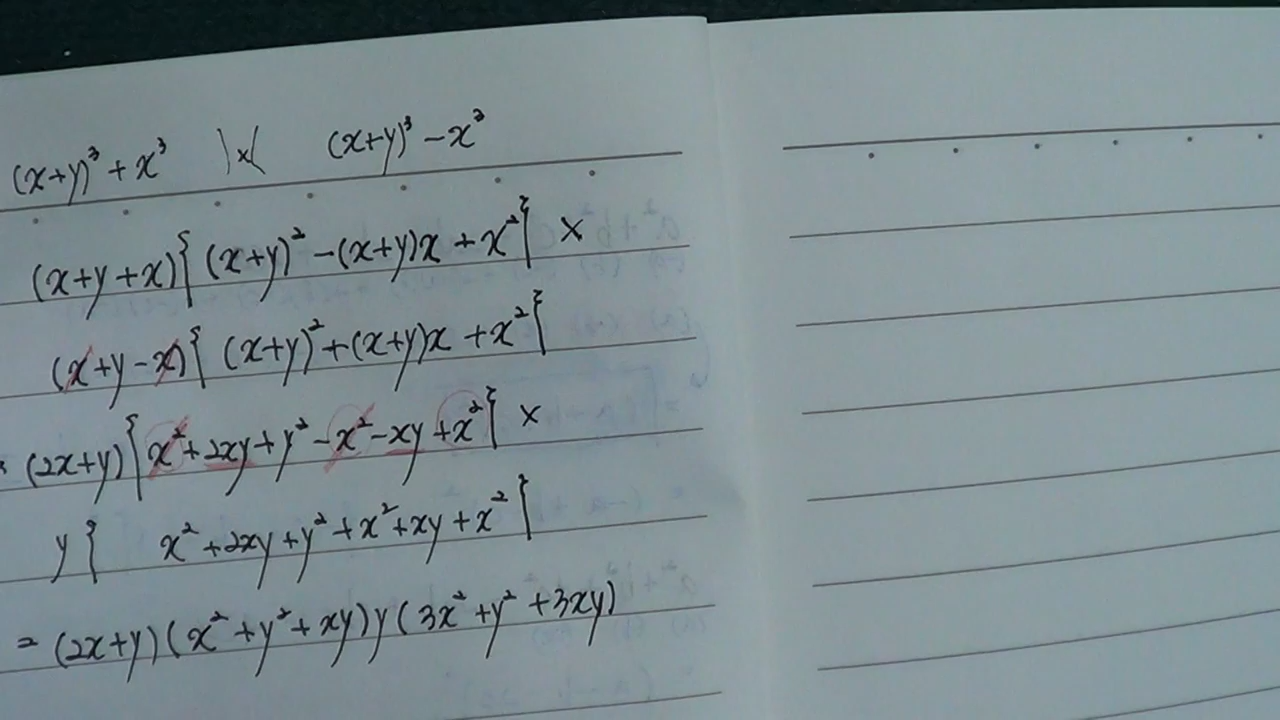 (x+y)³ + x³ )×( (x+y)³ − x³
(x+y+x){(x+y)² −(x+y)x + x²} ×
(x+y−x){(x+y)² +(x+y)x + x²}
(2x+y){x²+2xy+y²−x²−xy+x²} ×
y{ x²+2xy+y²+x²+xy+x²}
= (2x+y)(x²+y²+xy)y(3x²+y²+3xy)